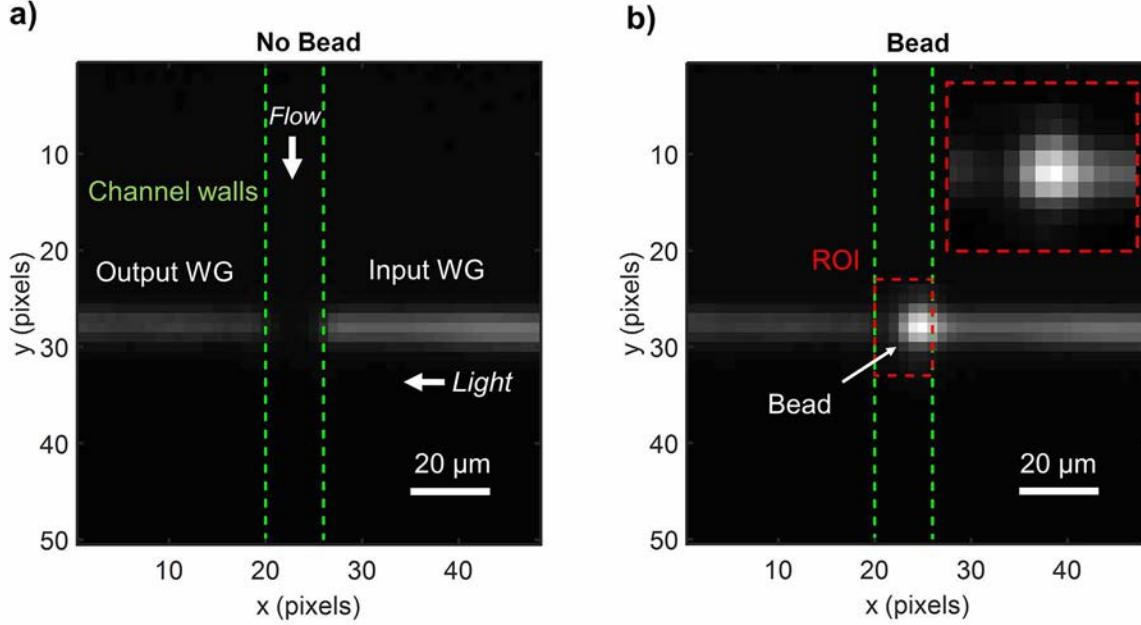 a)
No Bead
Flow
Channel walls
Output WG
Input WG
Light
20 µm
10
20
30
40
50
y (pixels)
10
20
30
40
x (pixels)
b)
Bead
ROI
Bead
20 µm
10
20
30
40
50
y (pixels)
10
20
30
40
x (pixels)